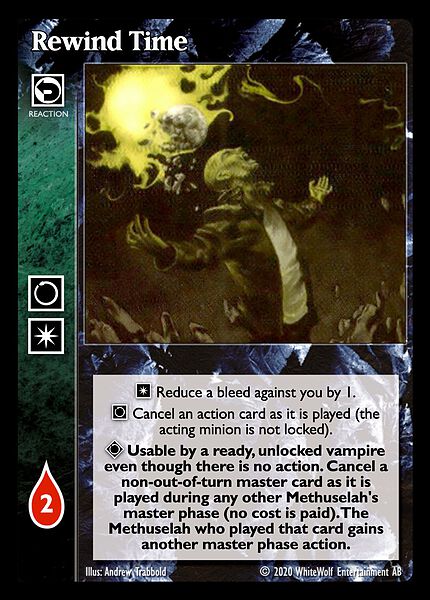 Rewind Time
REACTION
Reduce a bleed against you by 1.
Cancel an action card as it is played (the
acting minion is not locked).
Usable by a ready, unlocked vampire
even though there is no action. Cancel a
non-out-of-turn master card as it is
played during any other Methuselah's
master phase (no cost is paid). The
Methuselah who played that card gains
another master phase action.
2
Illus: Andrew Trabbold
© 2020 WhiteWolf Entertainment AB